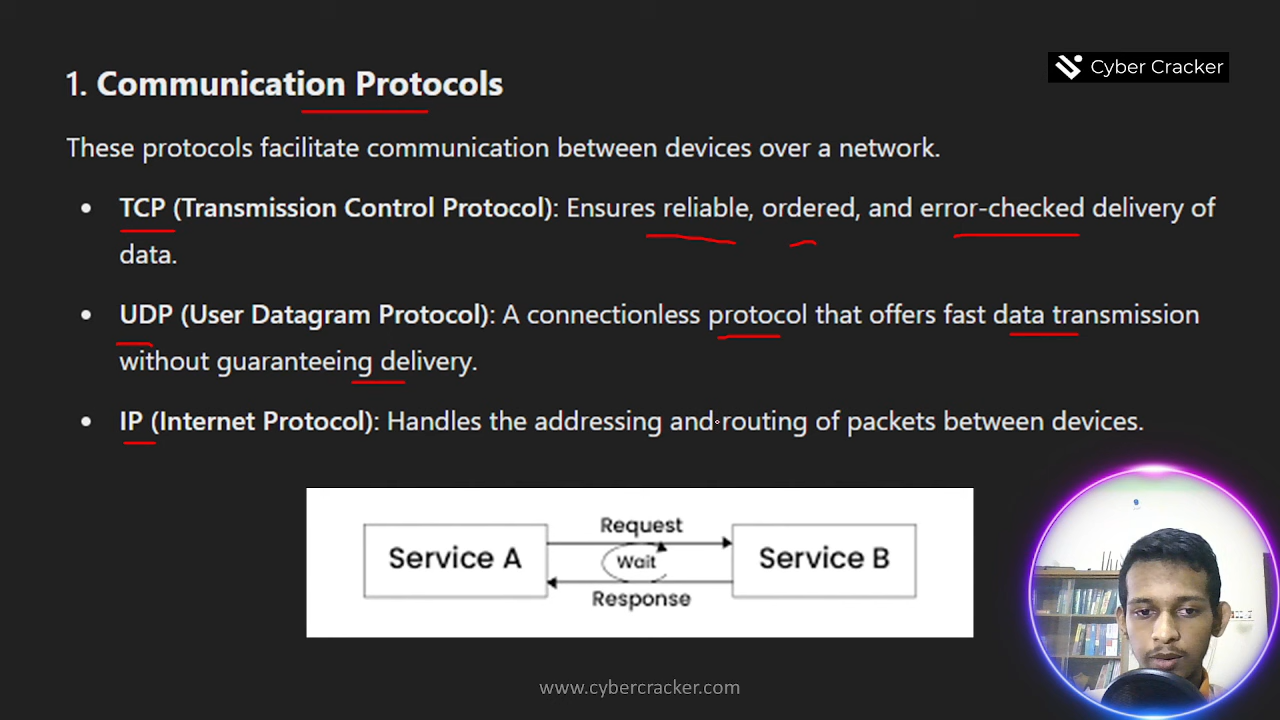 1. Communication Protocols
Cyber Cracker
These protocols facilitate communication between devices over a network.
• TCP (Transmission Control Protocol): Ensures reliable, ordered, and error-checked delivery of
data.
• UDP (User Datagram Protocol): A connectionless protocol that offers fast data transmission
without guaranteeing delivery.
• IP (Internet Protocol): Handles the addressing and routing of packets between devices.
Request
Service A
Wait
Service B
Response
www.cybercracker.com